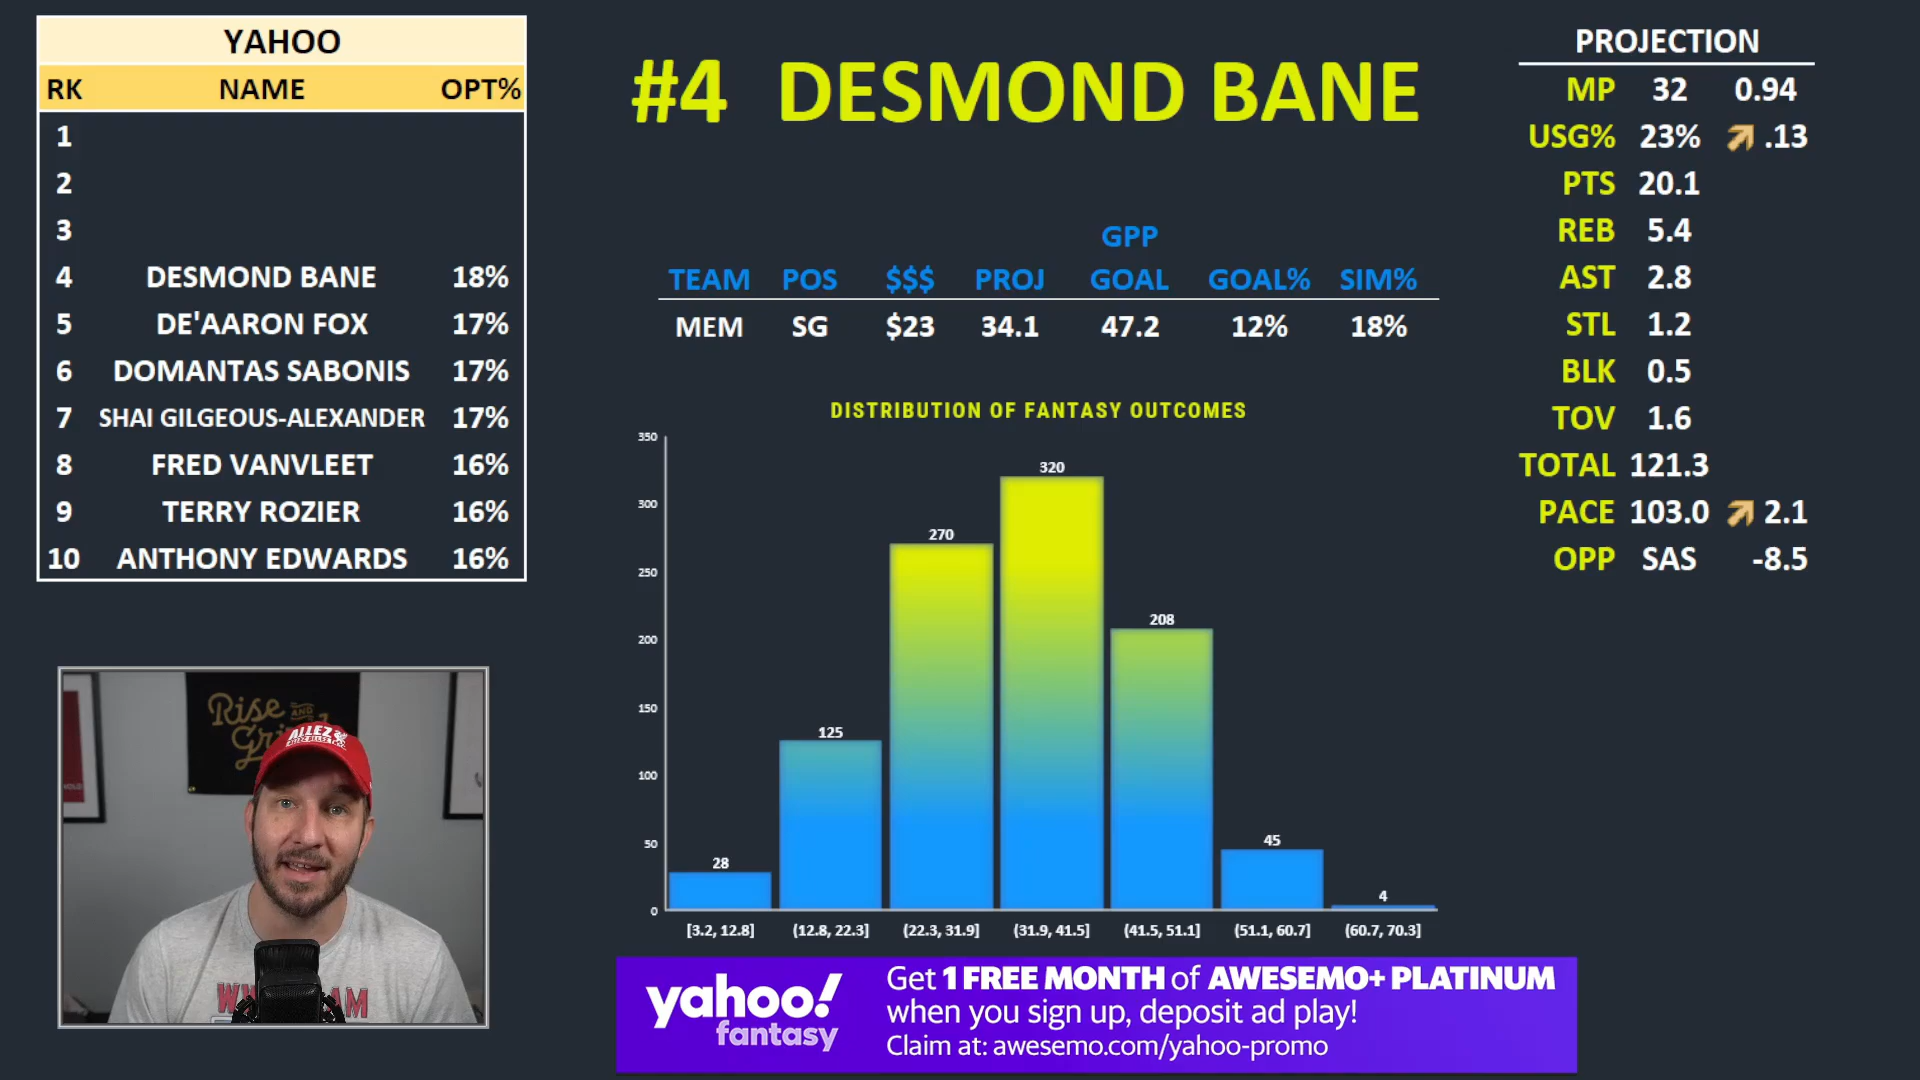 YAHOO
RK NAME OPT%
1
2
3
4 DESMOND BANE 18%
5 DE'AARON FOX 17%
6 DOMANTAS SABONIS 17%
7 SHAI GILGEOUS-ALEXANDER 17%
8 FRED VANVLEET 16%
9 TERRY ROZIER 16%
10 ANTHONY EDWARDS 16%
#4 DESMOND BANE
GPP
TEAM POS $$$ PROJ GOAL GOAL% SIM%
MEM SG $23 34.1 47.2 12% 18%
DISTRIBUTION OF FANTASY OUTCOMES
350
300
250
200
150
100
50
0
28
125
270
320
208
45
4
[3.2, 12.8] (12.8, 22.3] (22.3, 31.9] (31.9, 41.5] (41.5, 51.1] (51.1, 60.7] (60.7, 70.3]
PROJECTION
MP 32 0.94
USG% 23% .13
PTS 20.1
REB 5.4
AST 2.8
STL 1.2
BLK 0.5
TOV 1.6
TOTAL 121.3
PACE 103.0 2.1
OPP SAS -8.5
Rise AND
ALLEZ
yahoo!
fantasy
Get 1 FREE MONTH of AWESEMO+ PLATINUM
when you sign up, deposit ad play!
Claim at: awesemo.com/yahoo-promo